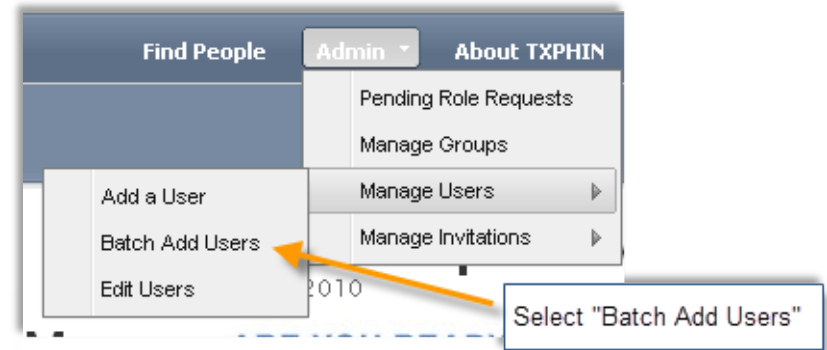 Find People Admin About TXPHIN
Pending Role Requests
Manage Groups
Manage Users
Manage Invitations
Add a User
Batch Add Users
Edit Users
2010
Select "Batch Add Users"